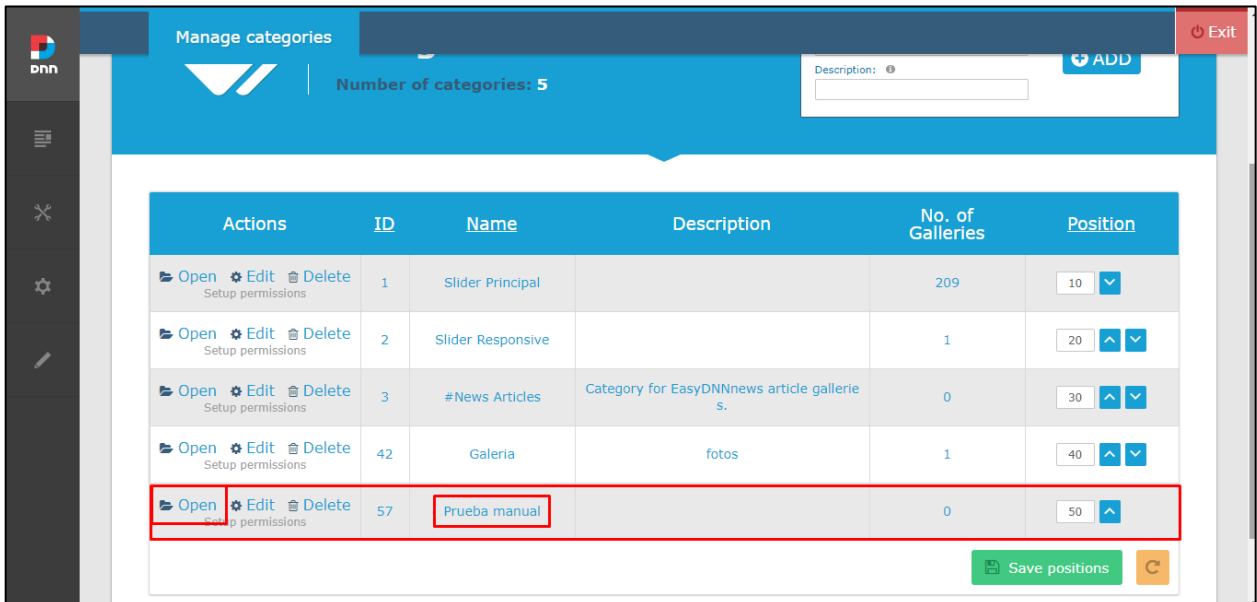 DNN
Manage categories
Exit
Number of categories: 5
Description:
ADD
Actions ID Name Description No. of Galleries Position
Open Edit Delete
Setup permissions
1 Slider Principal 209 10
Open Edit Delete
Setup permissions
2 Slider Responsive 1 20
Open Edit Delete
Setup permissions
3 #News Articles
Category for EasyDNNnews article gallerie
s.
0 30
Open Edit Delete
Setup permissions
42 Galeria fotos 1 40
Open Edit Delete
Setup permissions
57 Prueba manual 0 50
Save positions